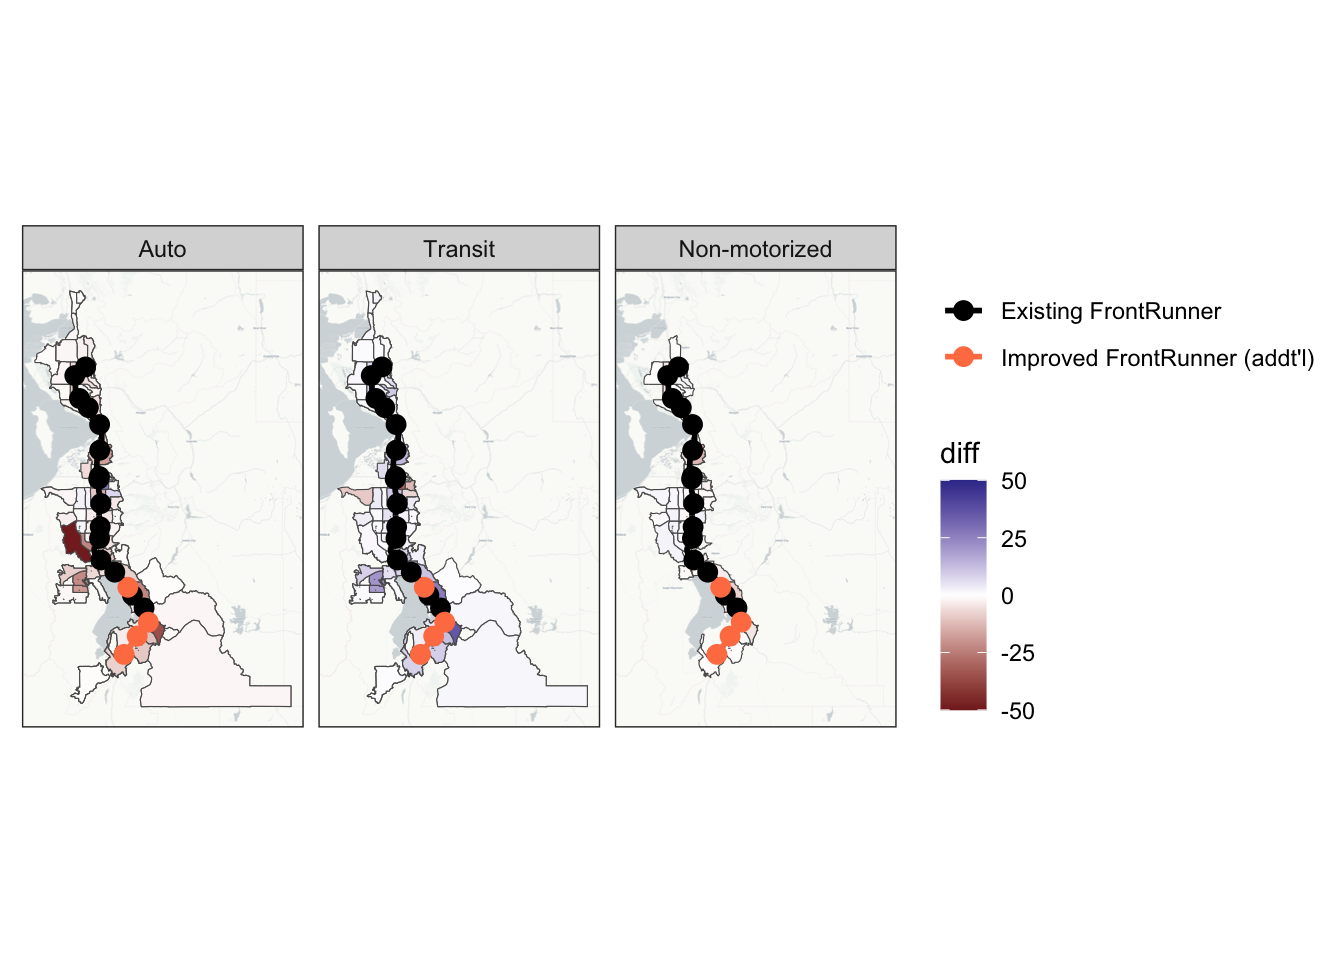 Auto
Transit
Non-motorized
Existing FrontRunner
Improved FrontRunner (addt'l)
diff
50
25
0
-25
-50